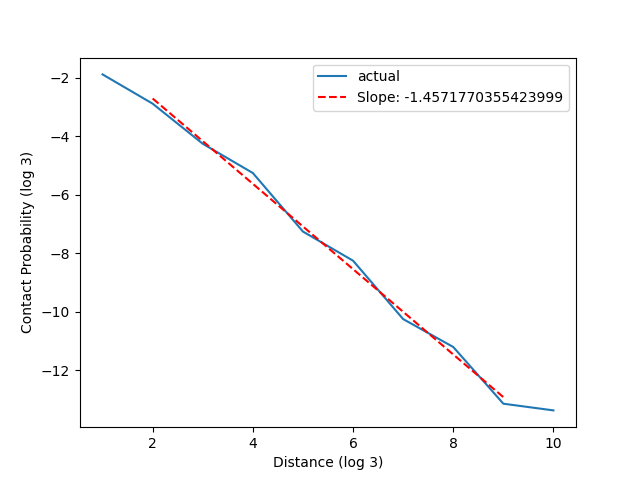 actual
Slope: -1.4571770355423999
−2
−4
−6
−8
−10
−12
Contact Probability (log 3)
2
4
6
8
10
Distance (log 3)